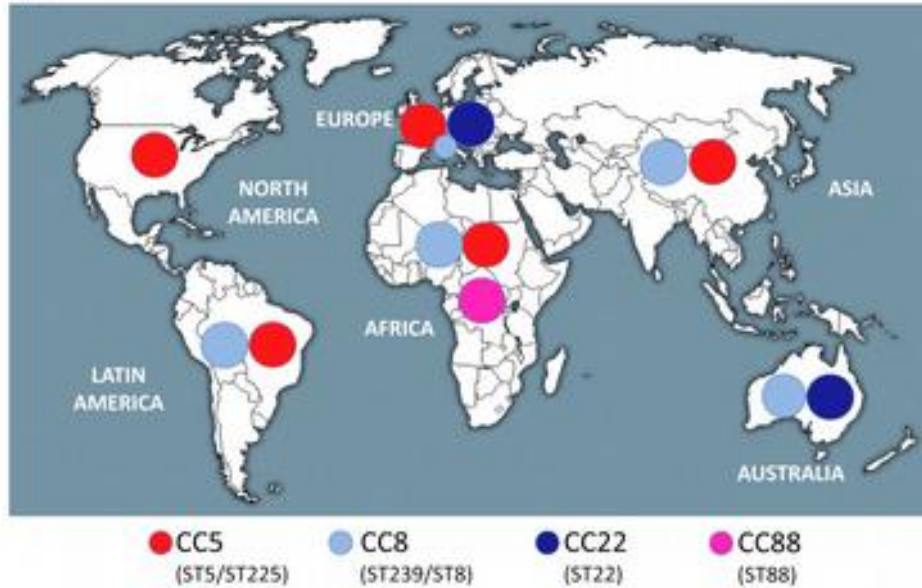 EUROPE
NORTH
AMERICA
ASIA
AFRICA
LATIN
AMERICA
AUSTRALIA
CC5
(ST5/ST225)
CC8
(ST239/ST8)
CC22
(ST22)
CC88
(ST88)